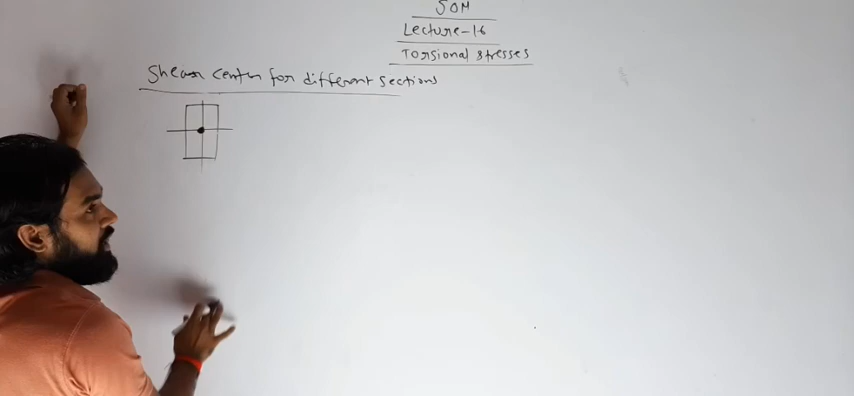 SOM
Lecture-16
Torsional stresses
Shear center for different sections